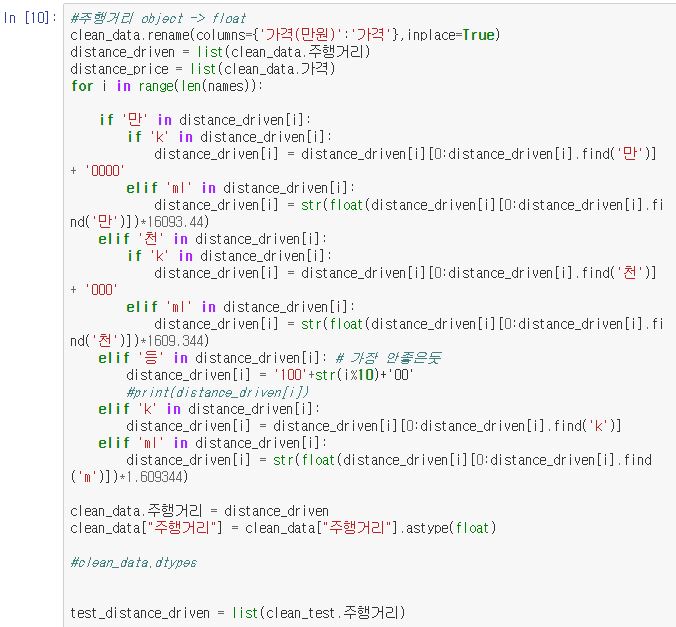 In [10]:
#주행거리 object -> float
clean_data.rename(columns={'가격(만원)':'가격'},inplace=True)
distance_driven = list(clean_data.주행거리)
distance_price = list(clean_data.가격)
for i in range(len(names)):
    if '만' in distance_driven[i]:
        if 'k' in distance_driven[i]:
            distance_driven[i] = distance_driven[i][0:distance_driven[i].find('만')]
+ '0000'
        elif 'ml' in distance_driven[i]:
            distance_driven[i] = str(float(distance_driven[i][0:distance_driven[i].fi
nd('만')])*16093.44)
    elif '천' in distance_driven[i]:
        if 'k' in distance_driven[i]:
            distance_driven[i] = distance_driven[i][0:distance_driven[i].find('천')]
+ '000'
        elif 'ml' in distance_driven[i]:
            distance_driven[i] = str(float(distance_driven[i][0:distance_driven[i].fi
nd('천')])*1609.344)
    elif '등' in distance_driven[i]: # 가장 안좋은듯
        distance_driven[i] = '100'+str(i%10)+'00'
        #print(distance_driven[i])
    elif 'k' in distance_driven[i]:
        distance_driven[i] = distance_driven[i][0:distance_driven[i].find('k')]
    elif 'ml' in distance_driven[i]:
        distance_driven[i] = str(float(distance_driven[i][0:distance_driven[i].find
('m')])*1.609344)
clean_data.주행거리 = distance_driven
clean_data["주행거리"] = clean_data["주행거리"].astype(float)
#clean_data.dtypes
test_distance_driven = list(clean_test.주행거리)